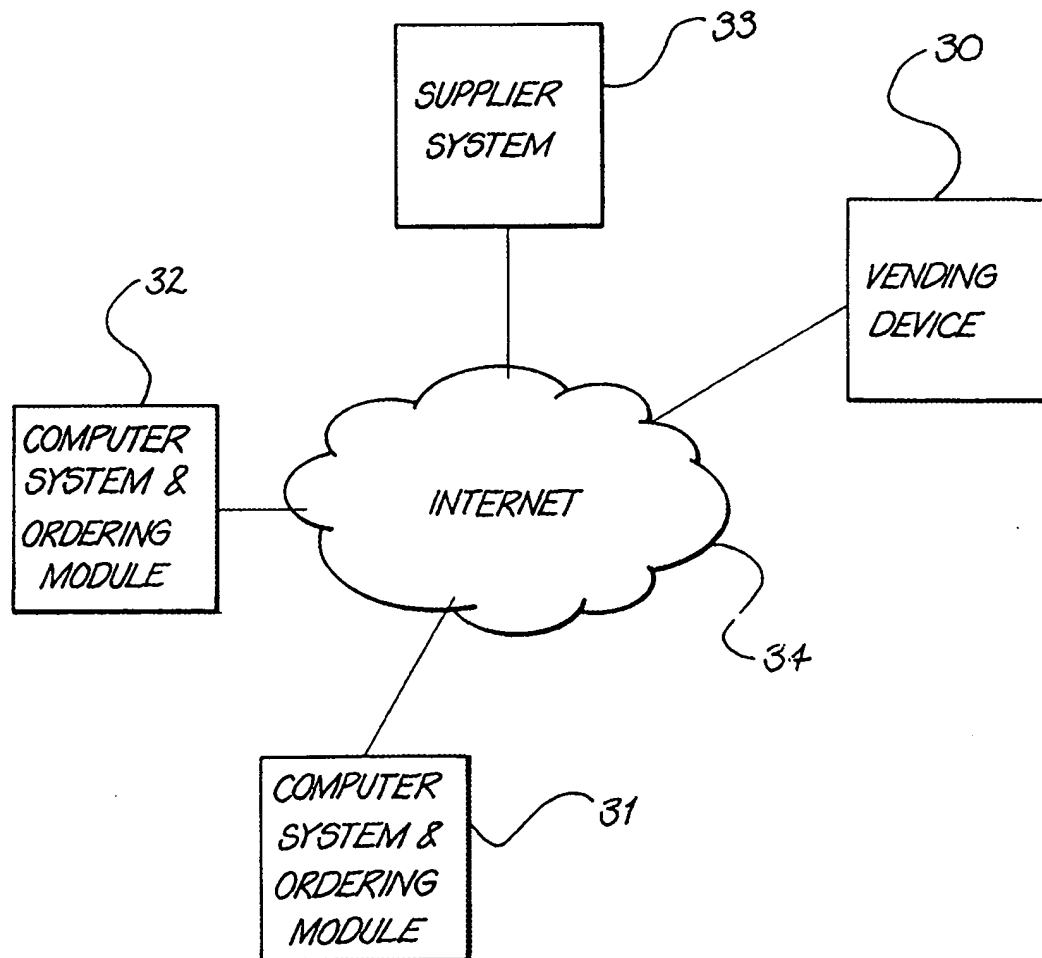 33
30
SUPPLIER
SYSTEM
VENDING
DEVICE
32
COMPUTER
SYSTEM &
ORDERING
MODULE
INTERNET
34
31
COMPUTER
SYSTEM &
ORDERING
MODULE